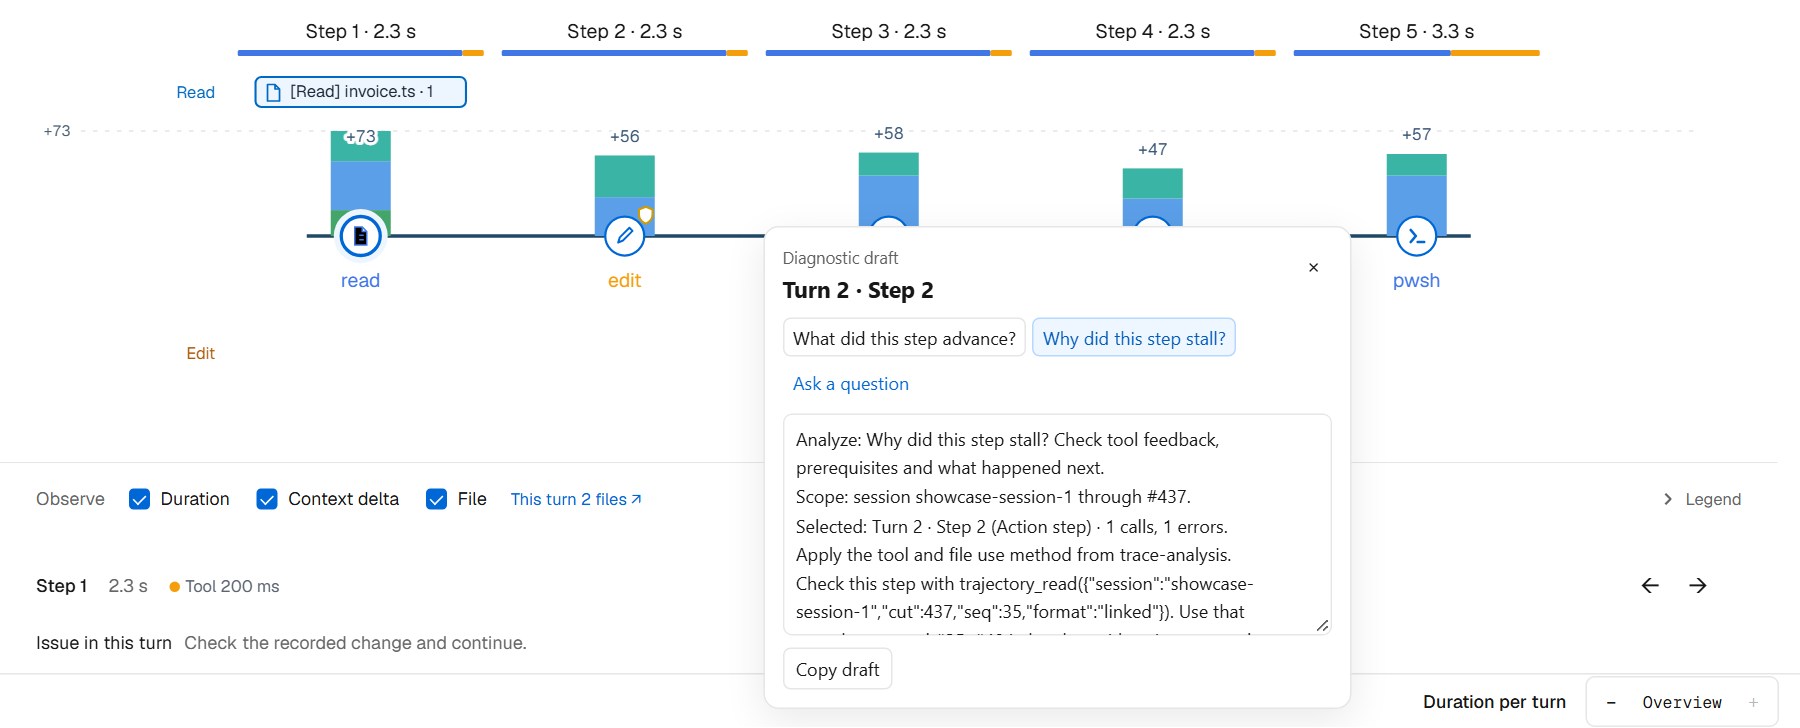 Step 1 · 2.3 s
Step 2 · 2.3 s
Step 3 · 2.3 s
Step 4 · 2.3 s
Step 5 · 3.3 s
Read
[Read] invoice.ts · 1
+73
+73
+56
+58
+47
+57
read
edit
pwsh
Edit
Diagnostic draft
×
Turn 2 · Step 2
What did this step advance?
Why did this step stall?
Ask a question
Analyze: Why did this step stall? Check tool feedback,
prerequisites and what happened next.
Scope: session showcase-session-1 through #437.
Selected: Turn 2 · Step 2 (Action step) · 1 calls, 1 errors.
Apply the tool and file use method from trace-analysis.
Check this step with trajectory_read({"session":"showcase-
session-1","cut":437,"seq":35,"format":"linked"}). Use that
Copy draft
Observe
Duration
Context delta
File
This turn 2 files ↗
Legend
Step 1 2.3 s Tool 200 ms
Issue in this turn Check the recorded change and continue.
Duration per turn
− Overview +